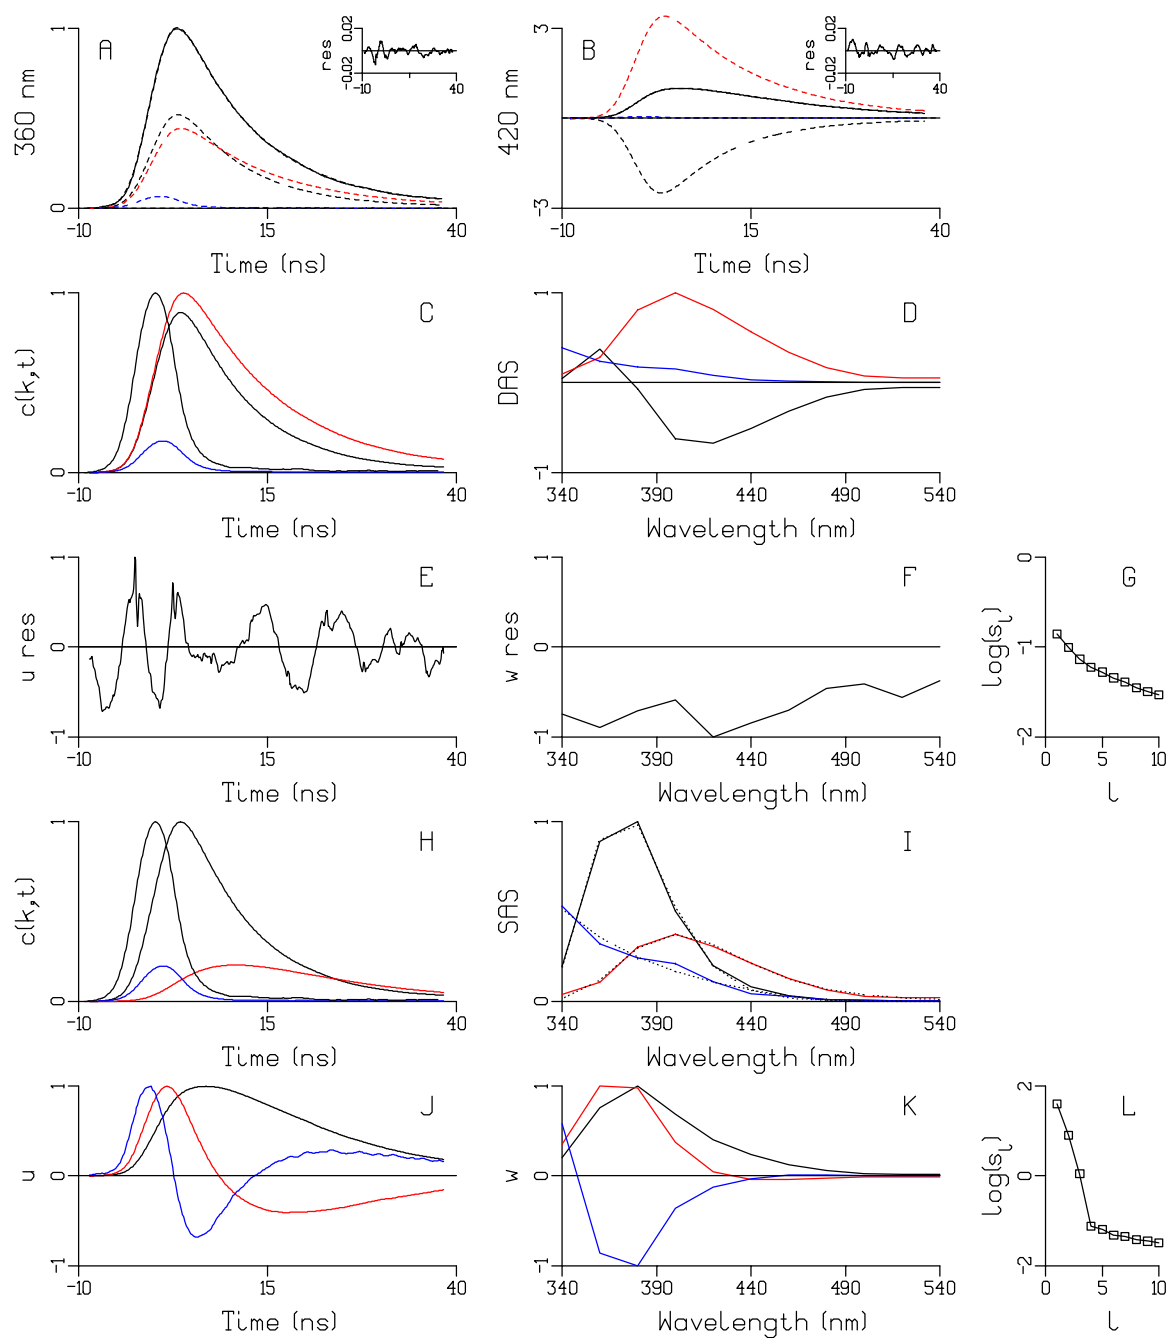 A
360 nm
1
0
-10 15 40
Time (ns)
res
0.02
-0.02
-10 40
B
420 nm
3
-3
-10 15 40
Time (ns)
res
0.02
-0.02
-10 40
C
c(k,t)
1
0
-10 15 40
Time (ns)
D
DAS
1
-1
340 390 440 490 540
Wavelength (nm)
E
u res
1
0
-1
-10 15 40
Time (ns)
F
w res
1
0
-1
340 390 440 490 540
Wavelength (nm)
G
log(sl)
0
-1
-2
0 5 10
l
H
c(k,t)
1
0
-10 15 40
Time (ns)
I
SAS
1
0
340 390 440 490 540
Wavelength (nm)
J
u
1
0
-1
-10 15 40
Time (ns)
K
w
1
0
-1
340 390 440 490 540
Wavelength (nm)
L
log(sl)
2
0
-2
0 5 10
l